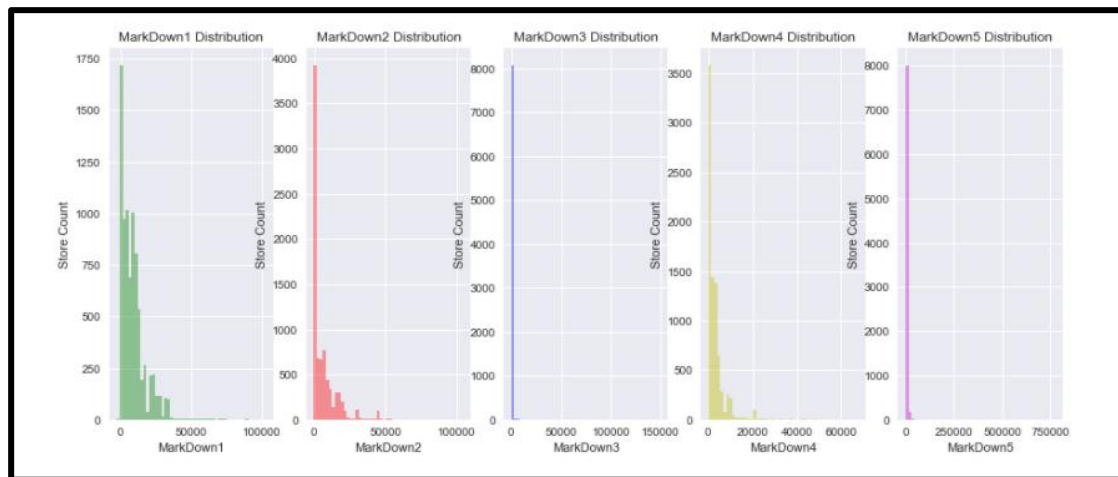 MarkDown1 Distribution
1750
1500
1250
1000
750
500
250
0
Store Count
0 50000 100000
MarkDown1
MarkDown2 Distribution
4000
3500
3000
2500
2000
1500
1000
500
0
Store Count
0 50000 100000
MarkDown2
MarkDown3 Distribution
8000
7000
6000
5000
4000
3000
2000
1000
0
Store Count
0 50000 100000 150000
MarkDown3
MarkDown4 Distribution
3500
3000
2500
2000
1500
1000
500
0
Store Count
0 20000 40000 60000
MarkDown4
MarkDown5 Distribution
8000
7000
6000
5000
4000
3000
2000
1000
0
Store Count
0 250000 500000 750000
MarkDown5